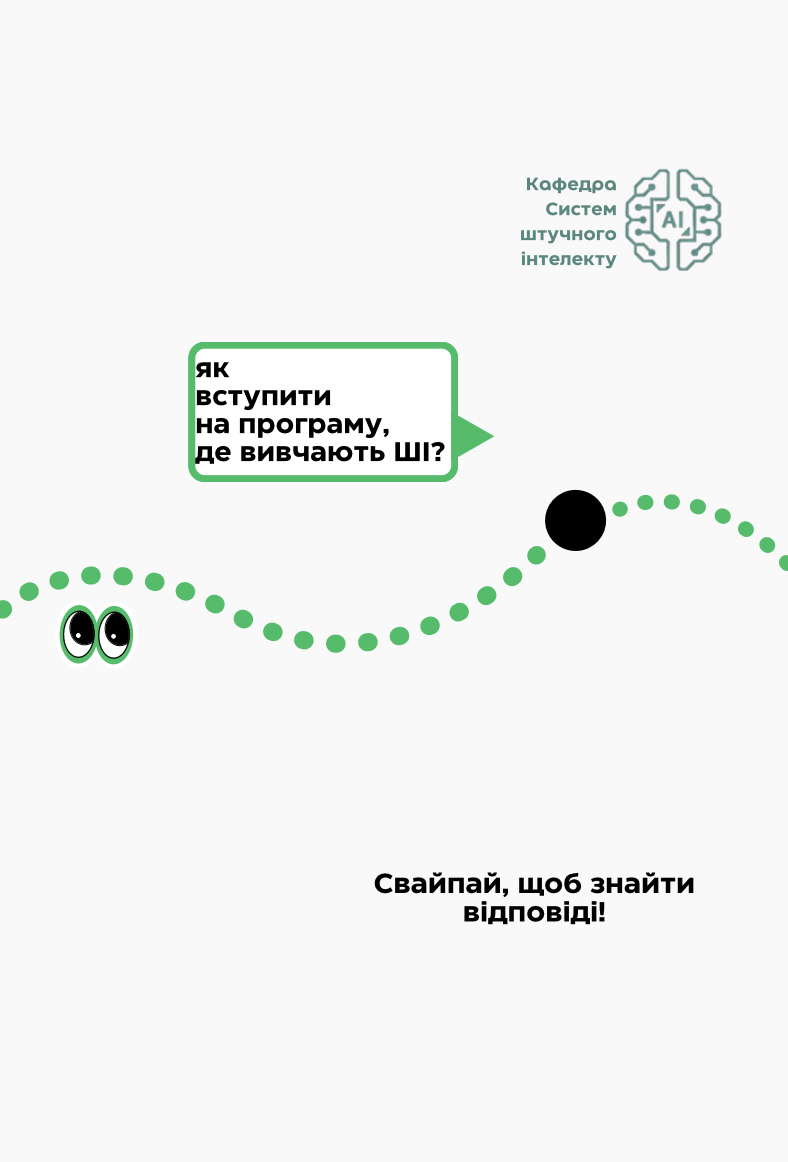 Кафедра
Систем
штучного
інтелекту
AI
як
вступити
на програму,
де вивчають ШІ?
Свайпай, щоб знайти
відповіді!